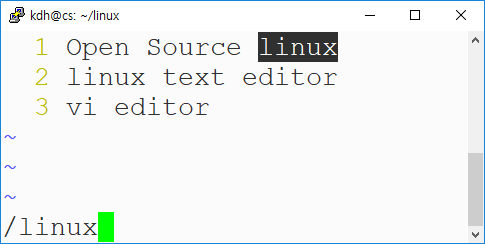 kdh@cs: ~/linux
1 Open Source linux
2 linux text editor
3 vi editor
~
~
~
/linux